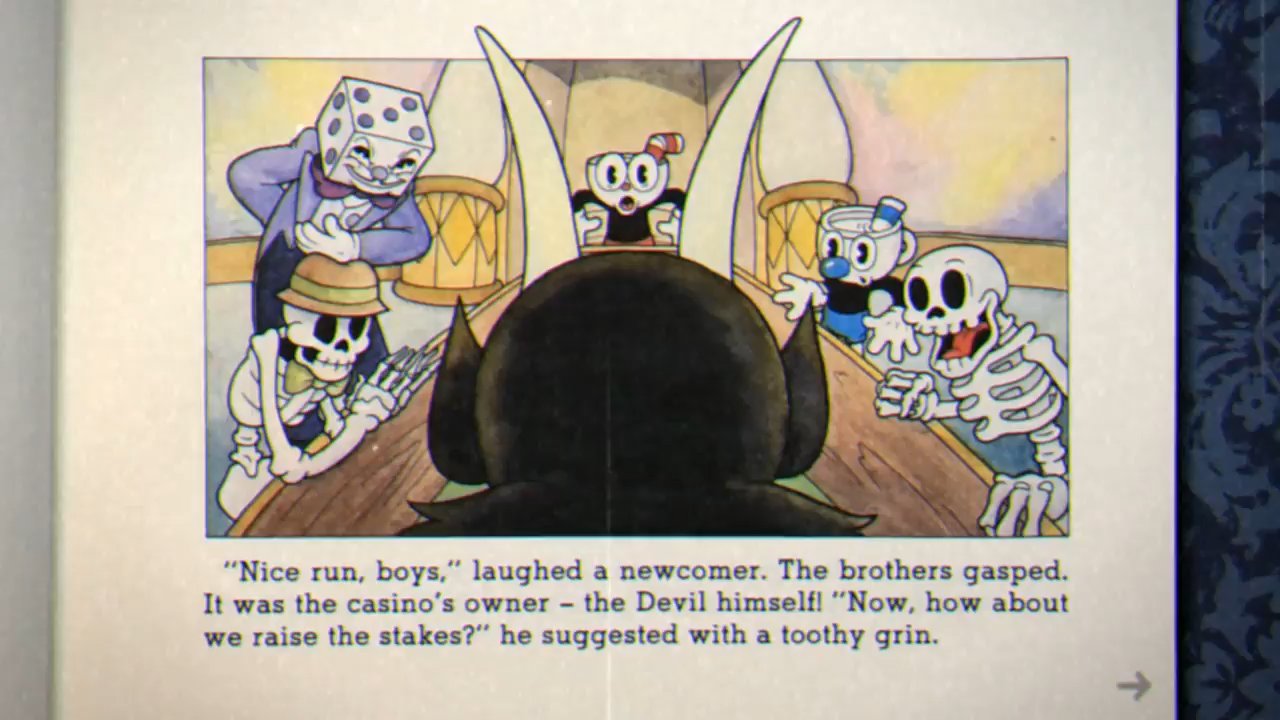 "Nice run, boys," laughed a newcomer. The brothers gasped.
It was the casino's owner – the Devil himself! "Now, how about
we raise the stakes?" he suggested with a toothy grin.